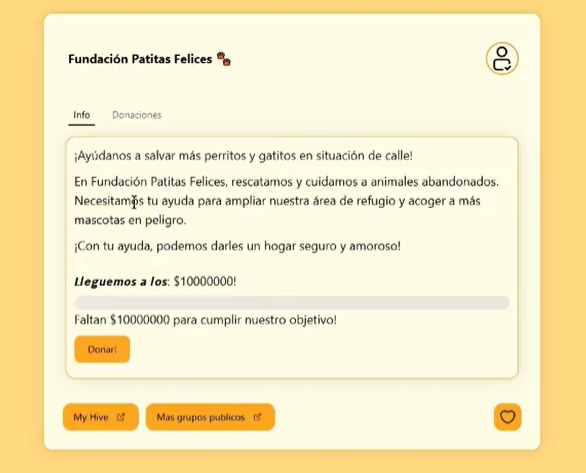 Fundación Patitas Felices
Info
Donaciones
¡Ayúdanos a salvar más perritos y gatitos en situación de calle!
En Fundación Patitas Felices, rescatamos y cuidamos a animales abandonados.
Necesitamos tu ayuda para ampliar nuestra área de refugio y acoger a más
mascotas en peligro.
¡Con tu ayuda, podemos darles un hogar seguro y amoroso!
Lleguemos a los: $10000000!
Faltan $10000000 para cumplir nuestro objetivo!
Donar!
My Hive
Mas grupos publicos